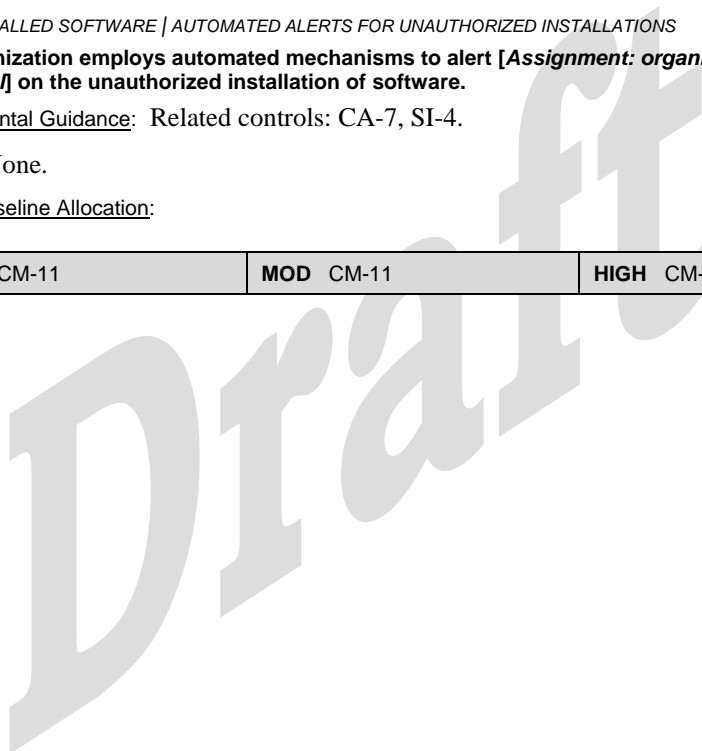 ALLED SOFTWARE | AUTOMATED ALERTS FOR UNAUTHORIZED INSTALLATIONS
nization employs automated mechanisms to alert [Assignment: organi
] on the unauthorized installation of software.
ntal Guidance: Related controls: CA-7, SI-4.
None.
seline Allocation:
CM-11 MOD CM-11 HIGH CM-
Draft